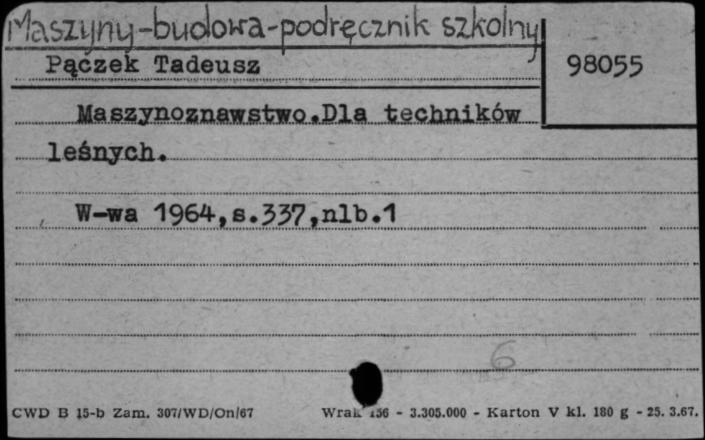 Maszyny-budowa-podręcznik szkolny
Pączek Tadeusz
98055
Maszynoznawstwo.Dla techników
leśnych.
W-wa 1964,s.337,nlb.1
6
CWD B 15-b Zam. 307/WD/On/67 Wrak 156 - 3.305.000 - Karton V kl. 180 g - 25. 3.67.